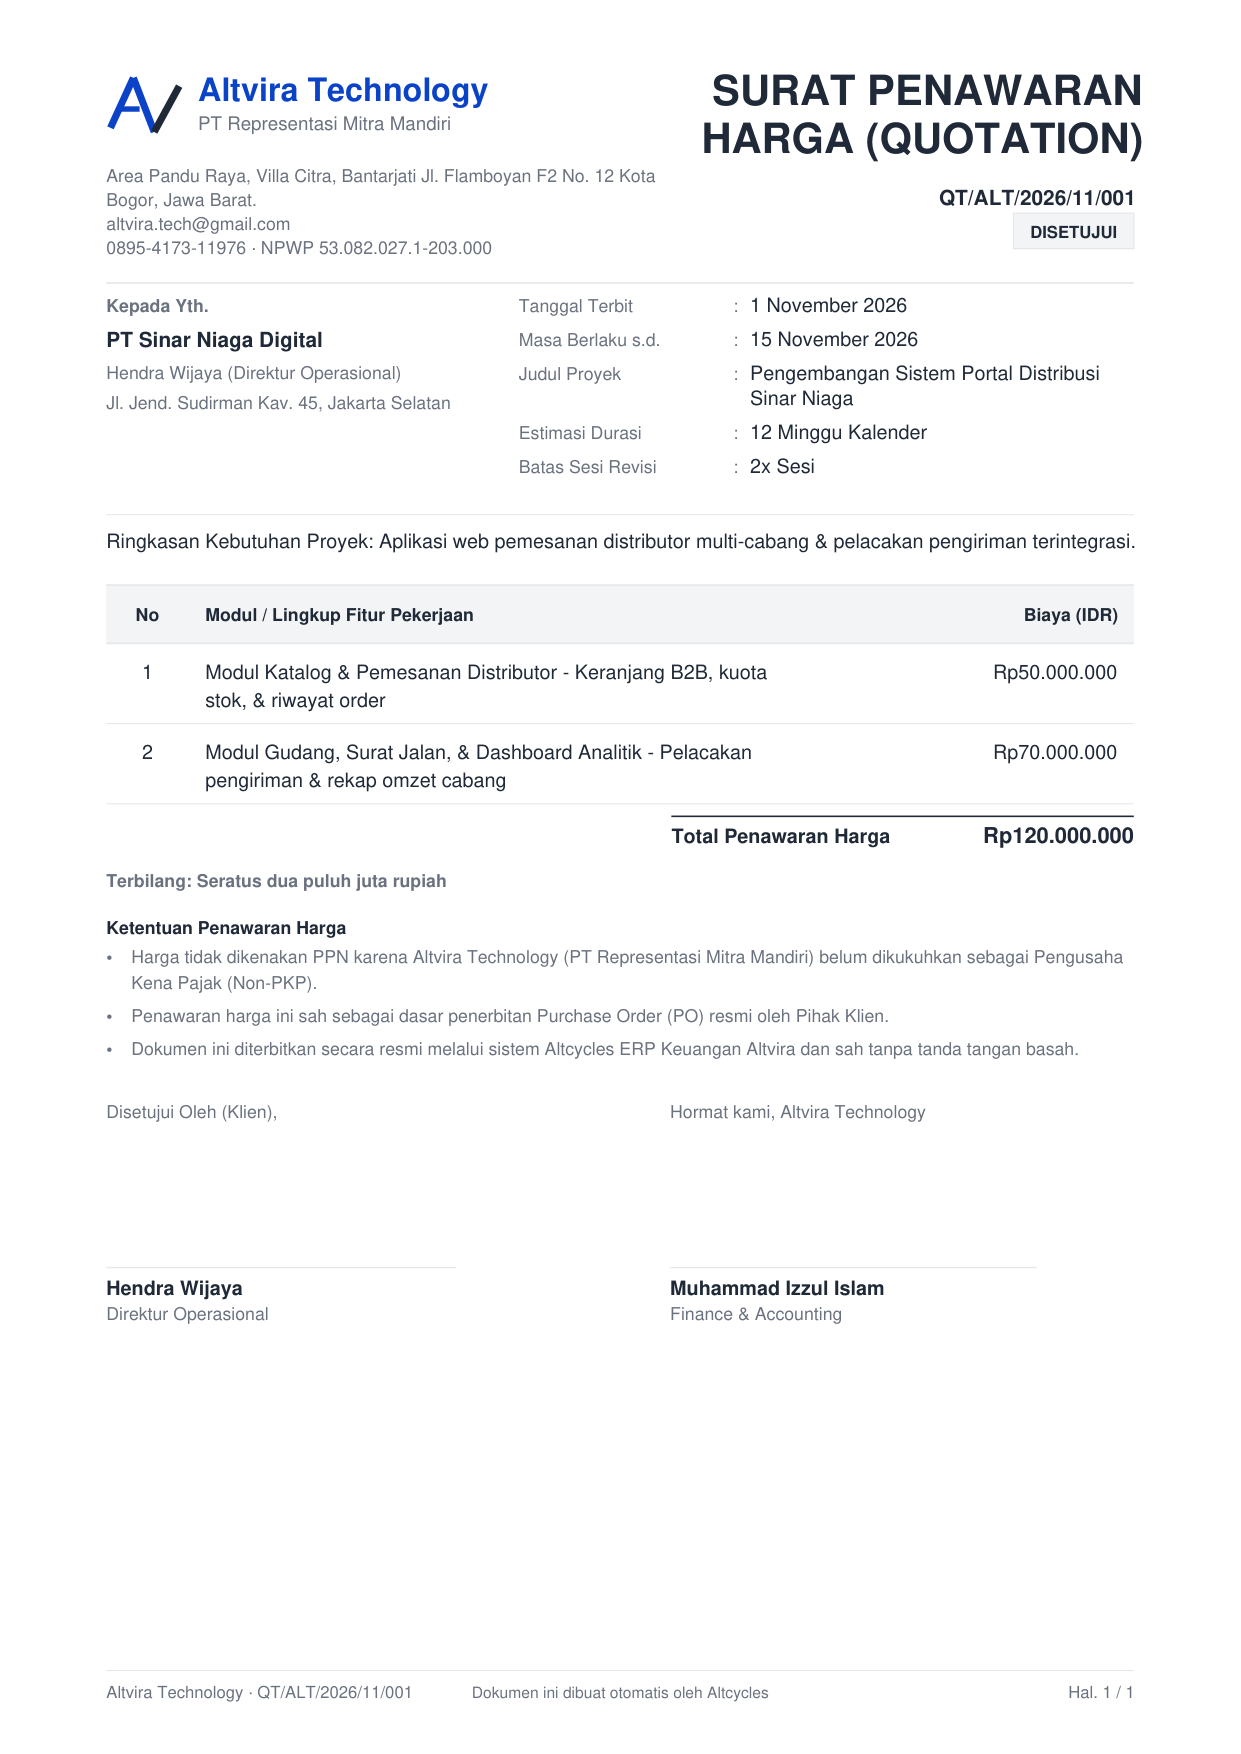 Altvira Technology
PT Representasi Mitra Mandiri
Area Pandu Raya, Villa Citra, Bantarjati Jl. Flamboyan F2 No. 12 Kota
Bogor, Jawa Barat.
altvira.tech@gmail.com
0895-4173-11976 · NPWP 53.082.027.1-203.000
SURAT PENAWARAN
HARGA (QUOTATION)
QT/ALT/2026/11/001
DISETUJUI
Kepada Yth.
PT Sinar Niaga Digital
Hendra Wijaya (Direktur Operasional)
Jl. Jend. Sudirman Kav. 45, Jakarta Selatan
Tanggal Terbit : 1 November 2026
Masa Berlaku s.d. : 15 November 2026
Judul Proyek : Pengembangan Sistem Portal Distribusi
Sinar Niaga
Estimasi Durasi : 12 Minggu Kalender
Batas Sesi Revisi : 2x Sesi
Ringkasan Kebutuhan Proyek: Aplikasi web pemesanan distributor multi-cabang & pelacakan pengiriman terintegrasi.
No Modul / Lingkup Fitur Pekerjaan Biaya (IDR)
1 Modul Katalog & Pemesanan Distributor - Keranjang B2B, kuota Rp50.000.000
stok, & riwayat order
2 Modul Gudang, Surat Jalan, & Dashboard Analitik - Pelacakan Rp70.000.000
pengiriman & rekap omzet cabang
Total Penawaran Harga Rp120.000.000
Terbilang: Seratus dua puluh juta rupiah
Ketentuan Penawaran Harga
• Harga tidak dikenakan PPN karena Altvira Technology (PT Representasi Mitra Mandiri) belum dikukuhkan sebagai Pengusaha
Kena Pajak (Non-PKP).
• Penawaran harga ini sah sebagai dasar penerbitan Purchase Order (PO) resmi oleh Pihak Klien.
• Dokumen ini diterbitkan secara resmi melalui sistem Altcycles ERP Keuangan Altvira dan sah tanpa tanda tangan basah.
Disetujui Oleh (Klien), Hormat kami, Altvira Technology
Hendra Wijaya Muhammad Izzul Islam
Direktur Operasional Finance & Accounting
Altvira Technology · QT/ALT/2026/11/001 Dokumen ini dibuat otomatis oleh Altcycles Hal. 1 / 1